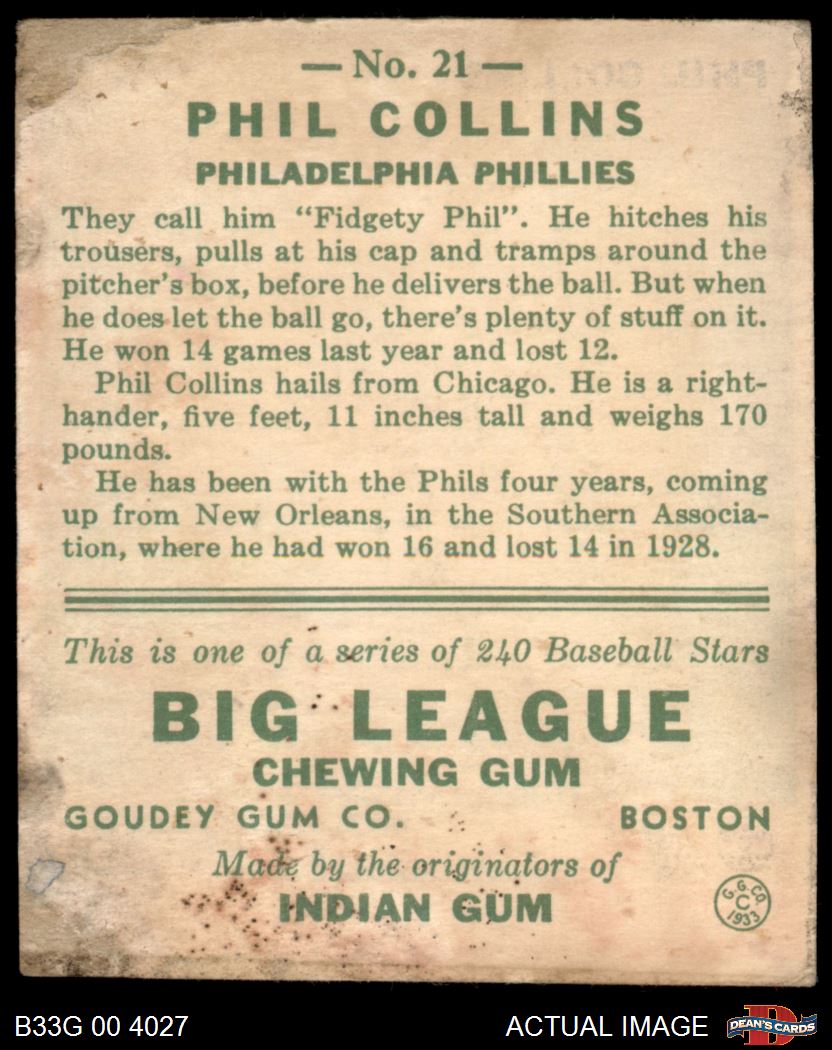 — No. 21 —
PHIL COLLINS
PHILADELPHIA PHILLIES
They call him "Fidgety Phil". He hitches his
trousers, pulls at his cap and tramps around the
pitcher's box, before he delivers the ball. But when
he does let the ball go, there's plenty of stuff on it.
He won 14 games last year and lost 12.
Phil Collins hails from Chicago. He is a right-
hander, five feet, 11 inches tall and weighs 170
pounds.
He has been with the Phils four years, coming
up from New Orleans, in the Southern Associa-
tion, where he had won 16 and lost 14 in 1928.
This is one of a series of 240 Baseball Stars
BIG LEAGUE
CHEWING GUM
GOUDEY GUM CO. BOSTON
Made by the originators of
INDIAN GUM
G. G. CO.
C
1933
B33G 00 4027 ACTUAL IMAGE
D
DEAN'S CARDS